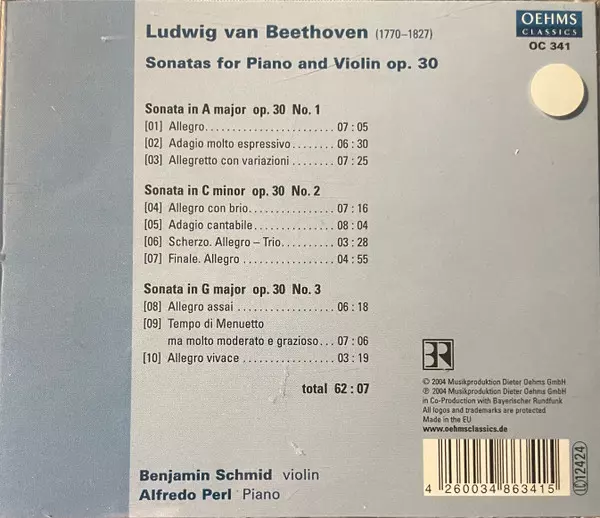 Ludwig van Beethoven (1770–1827)
OEHMS
CLASSICS
OC 341
Sonatas for Piano and Violin op. 30
Sonata in A major op. 30 No. 1
[01] Allegro........................ 07 : 05
[02] Adagio molto espressivo....... 06 : 30
[03] Allegretto con variazioni....... 07 : 25
Sonata in C minor op. 30 No. 2
[04] Allegro con brio............... 07 : 16
[05] Adagio cantabile............... 08 : 04
[06] Scherzo. Allegro – Trio......... 03 : 28
[07] Finale. Allegro ................ 04 : 55
Sonata in G major op. 30 No. 3
[08] Allegro assai ................. 06 : 18
[09] Tempo di Menuetto
ma molto moderato e grazioso... 07 : 06
[10] Allegro vivace ................ 03 : 19
total 62 : 07
BR
© 2004 Musikproduktion Dieter Oehms GmbH
℗ 2004 Musikproduktion Dieter Oehms GmbH
in Co-Production with Bayerischer Rundfunk
All logos and trademarks are protected
Made in the EU
www.oehmsclassics.de
Benjamin Schmid violin
Alfredo Perl Piano
4 260034 863415
LC 12424